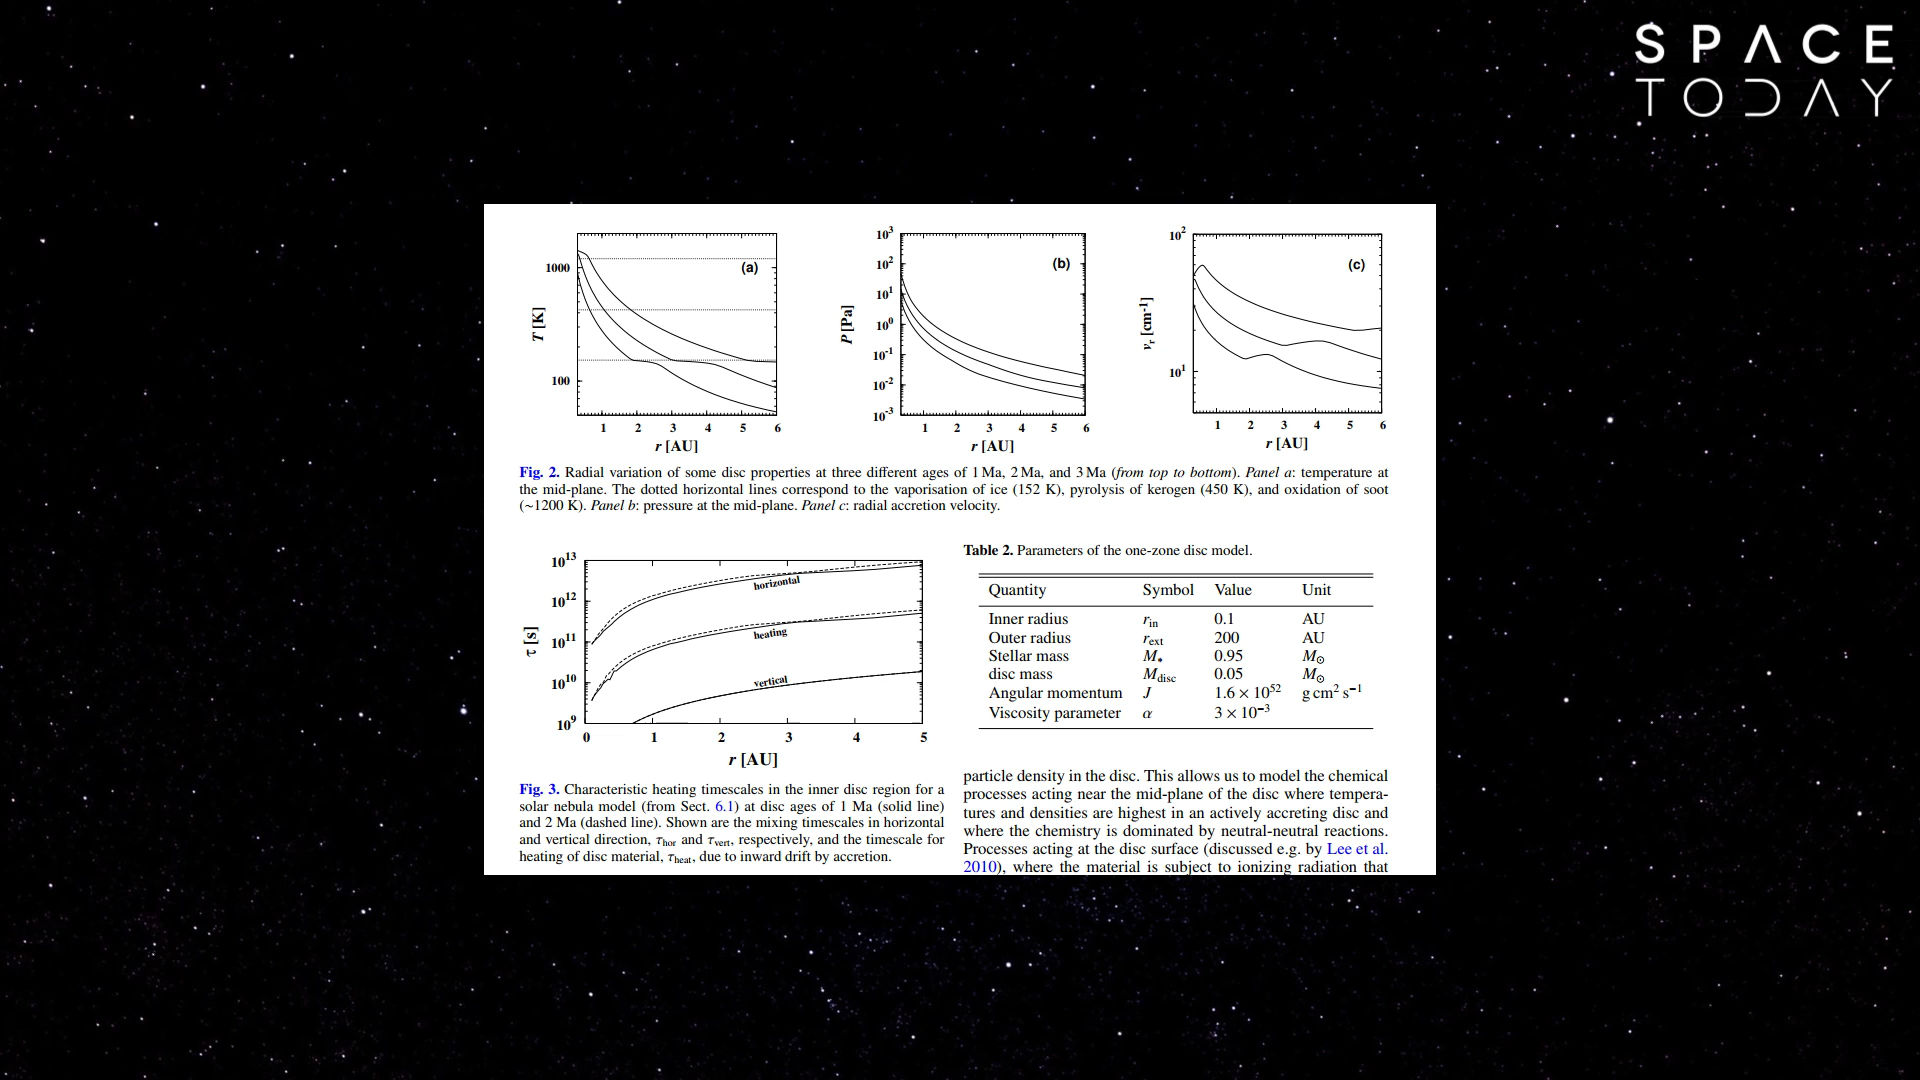 SPACE
TODAY
1000
100
T [K]
(a)
1 2 3 4 5 6
r [AU]
10³
10²
10¹
10⁰
10⁻¹
10⁻²
10⁻³
P [Pa]
(b)
1 2 3 4 5 6
r [AU]
10²
10¹
vᵣ [cm⁻¹]
(c)
1 2 3 4 5 6
r [AU]
Fig. 2. Radial variation of some disc properties at three different ages of 1 Ma, 2 Ma, and 3 Ma (from top to bottom). Panel a: temperature at
the mid-plane. The dotted horizontal lines correspond to the vaporisation of ice (152 K), pyrolysis of kerogen (450 K), and oxidation of soot
(~1200 K). Panel b: pressure at the mid-plane. Panel c: radial accretion velocity.
10¹³
10¹²
10¹¹
10¹⁰
10⁹
τ [s]
horizontal
heating
vertical
0 1 2 3 4 5
r [AU]
Fig. 3. Characteristic heating timescales in the inner disc region for a
solar nebula model (from Sect. 6.1) at disc ages of 1 Ma (solid line)
and 2 Ma (dashed line). Shown are the mixing timescales in horizontal
and vertical direction, τhor and τvert, respectively, and the timescale for
heating of disc material, τheat, due to inward drift by accretion.
Table 2. Parameters of the one-zone disc model.
Quantity Symbol Value Unit
Inner radius rin 0.1 AU
Outer radius rext 200 AU
Stellar mass M* 0.95 M⊙
disc mass Mdisc 0.05 M⊙
Angular momentum J 1.6 × 10⁵² g cm² s⁻¹
Viscosity parameter α 3 × 10⁻³
particle density in the disc. This allows us to model the chemical
processes acting near the mid-plane of the disc where tempera-
tures and densities are highest in an actively accreting disc and
where the chemistry is dominated by neutral-neutral reactions.
Processes acting at the disc surface (discussed e.g. by Lee et al.
2010), where the material is subject to ionizing radiation that